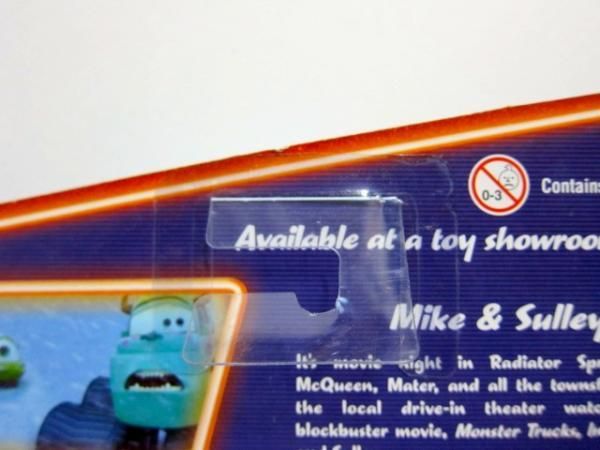 0-3
Contains
Available at a toy showroo
Mike & Sulley
It's movie night in Radiator Spr
McQueen, Mater, and all the towns
the local drive-in theater watc
blockbuster movie, Monster Trucks,